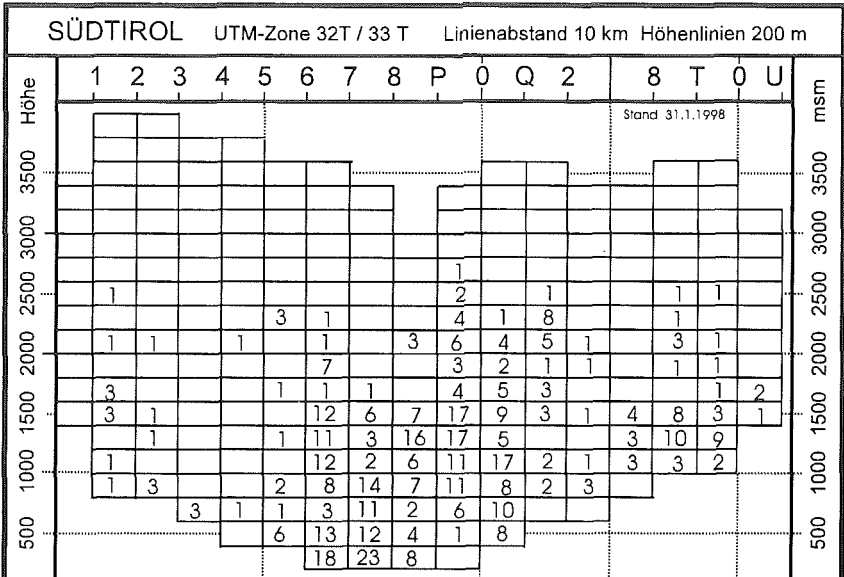 SÜDTIROL UTM-Zone 32T / 33 T Linienabstand 10 km Höhenlinien 200 m
Höhe 1 2 3 4 5 6 7 8 P 0 Q 2 8 T 0 U msm
Stand 31.1.1998
3500 3500
3000 3000
1
2500 1 2 1 1 1 2500
3 1 4 1 8 1
1 1 1 1 3 6 4 5 1 3 1
2000 2000
7 3 2 1 1 1 1
3 1 1 1 4 5 3 1 2
1500 3 1 12 6 7 17 9 3 1 4 8 3 1 1500
1 1 11 3 16 17 5 3 10 9
1 12 2 6 11 17 2 1 3 3 2
1000 1000
1 3 2 8 14 7 11 8 2 3
3 1 1 3 11 2 6 10
500 6 13 12 4 1 8 500
18 23 8